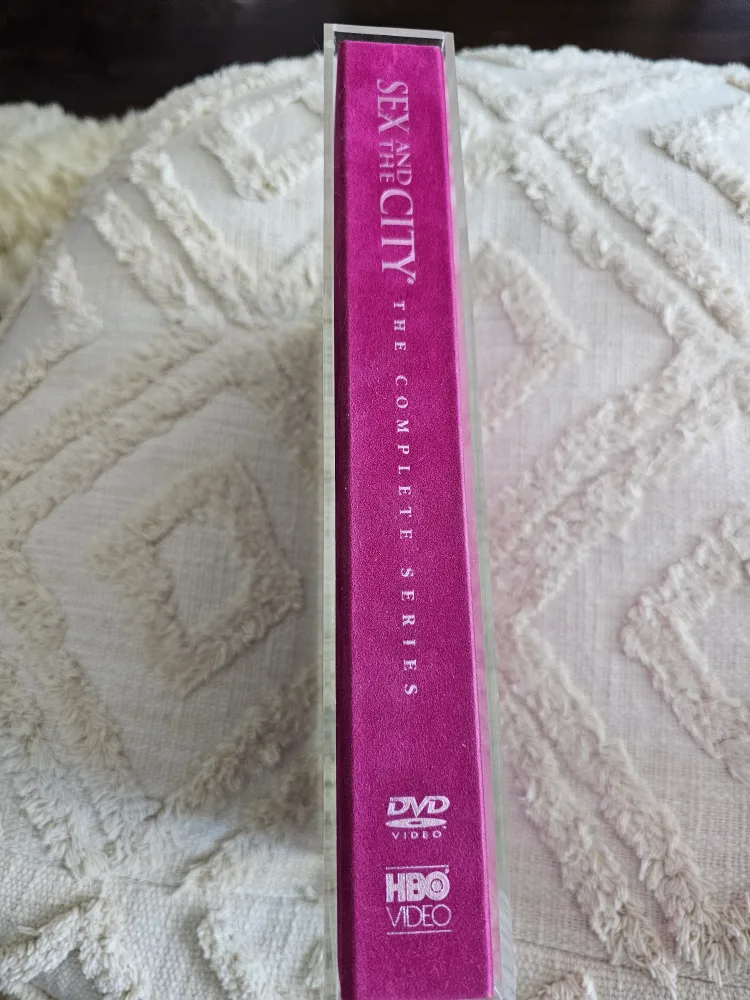 SEX AND THE CITY®
THE COMPLETE SERIES
DVD
VIDEO
HBO®
VIDEO